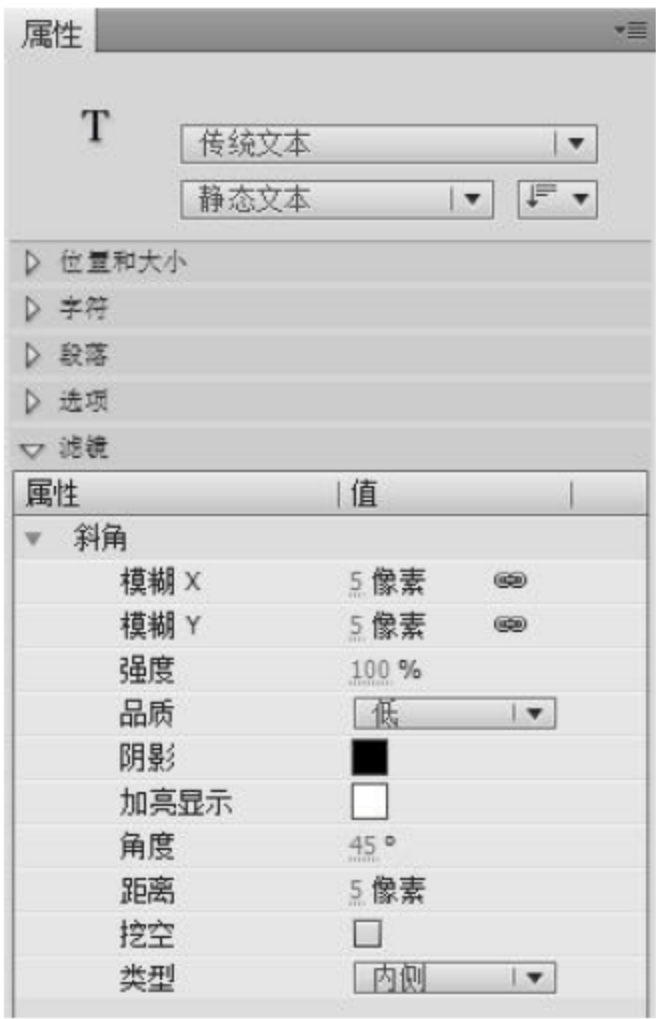 属性
T
传统文本
静态文本
位置和大小
字符
段落
选项
滤镜
属性 值
斜角
模糊 X 5 像素
模糊 Y 5 像素
强度 100 %
品质 低
阴影
加亮显示
角度 45 °
距离 5 像素
挖空
类型 内侧